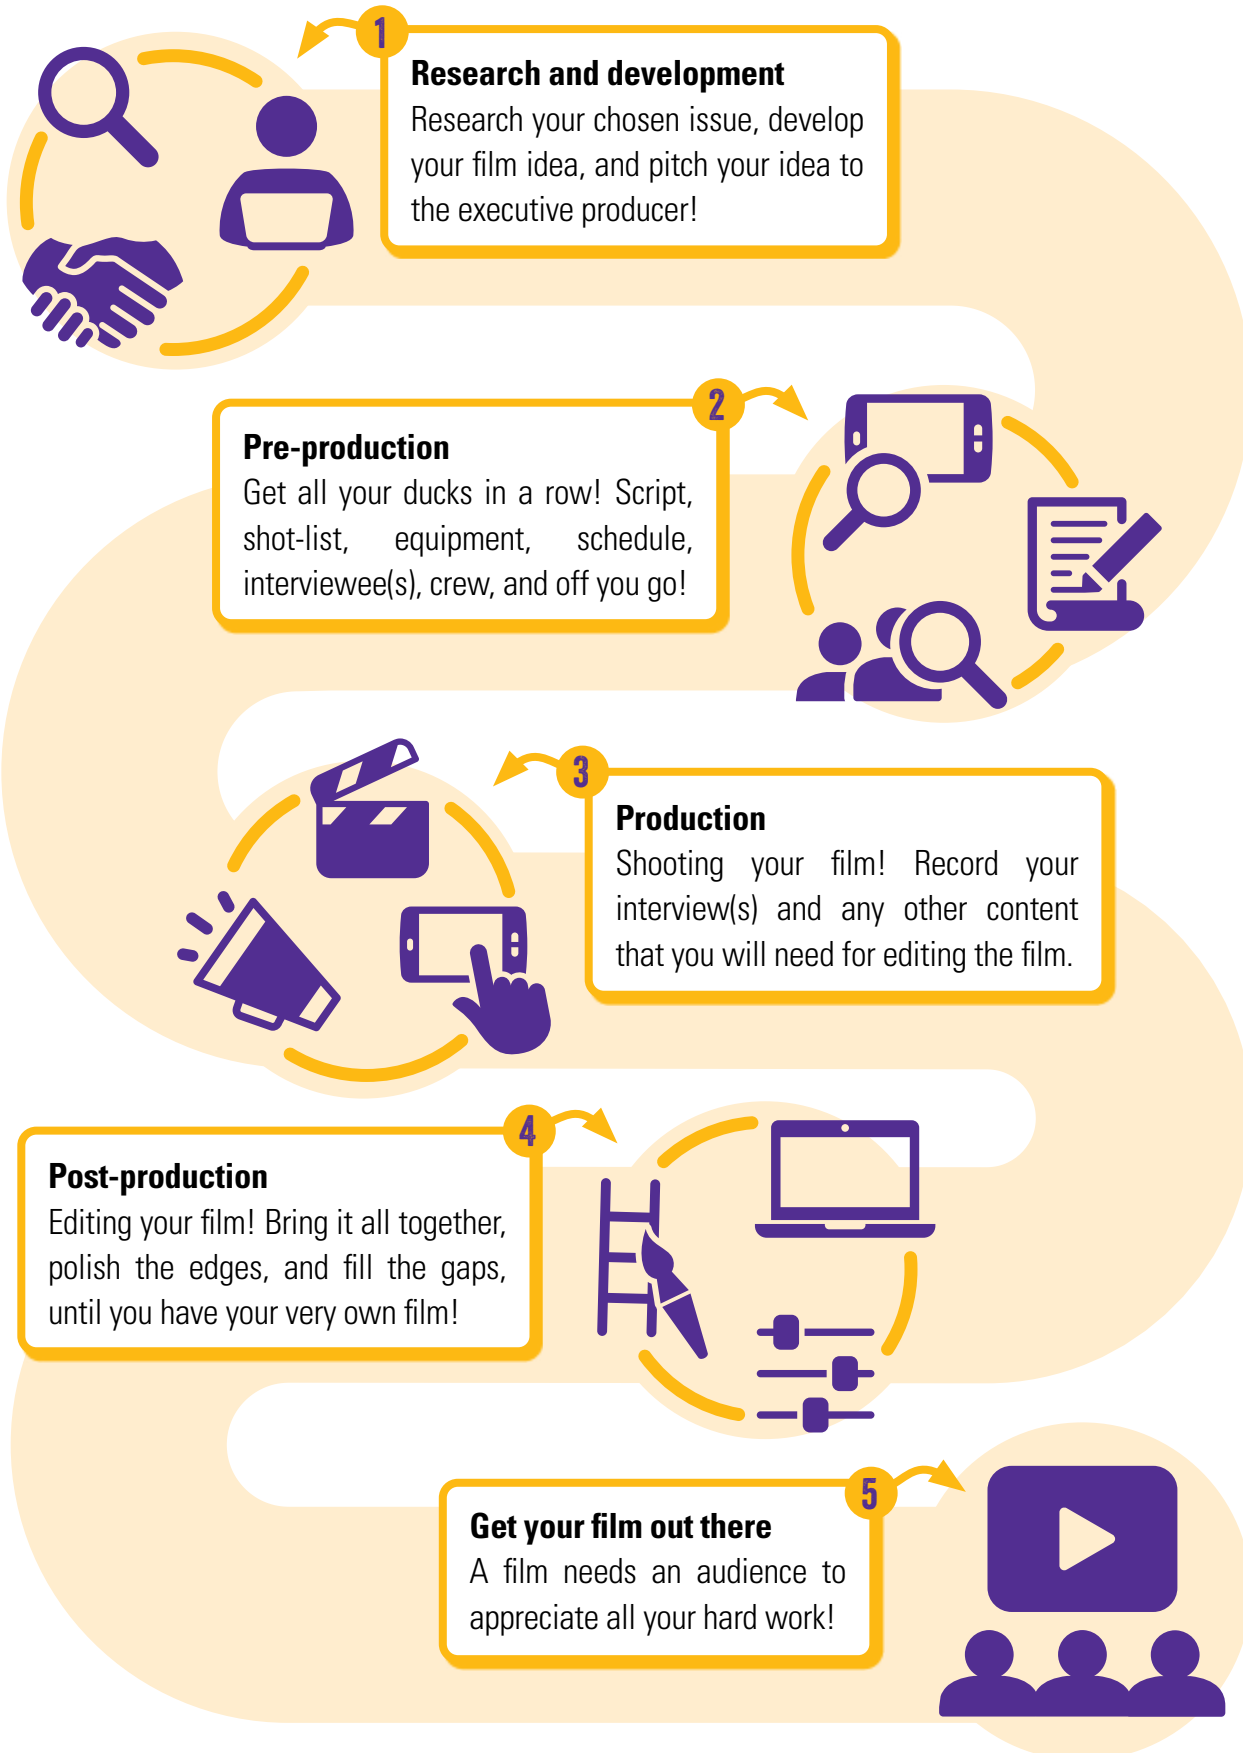 1
Research and development
Research your chosen issue, develop
your film idea, and pitch your idea to
the executive producer!
2
Pre-production
Get all your ducks in a row! Script,
shot-list, equipment, schedule,
interviewee(s), crew, and off you go!
3
Production
Shooting your film! Record your
interview(s) and any other content
that you will need for editing the film.
4
Post-production
Editing your film! Bring it all together,
polish the edges, and fill the gaps,
until you have your very own film!
5
Get your film out there
A film needs an audience to
appreciate all your hard work!